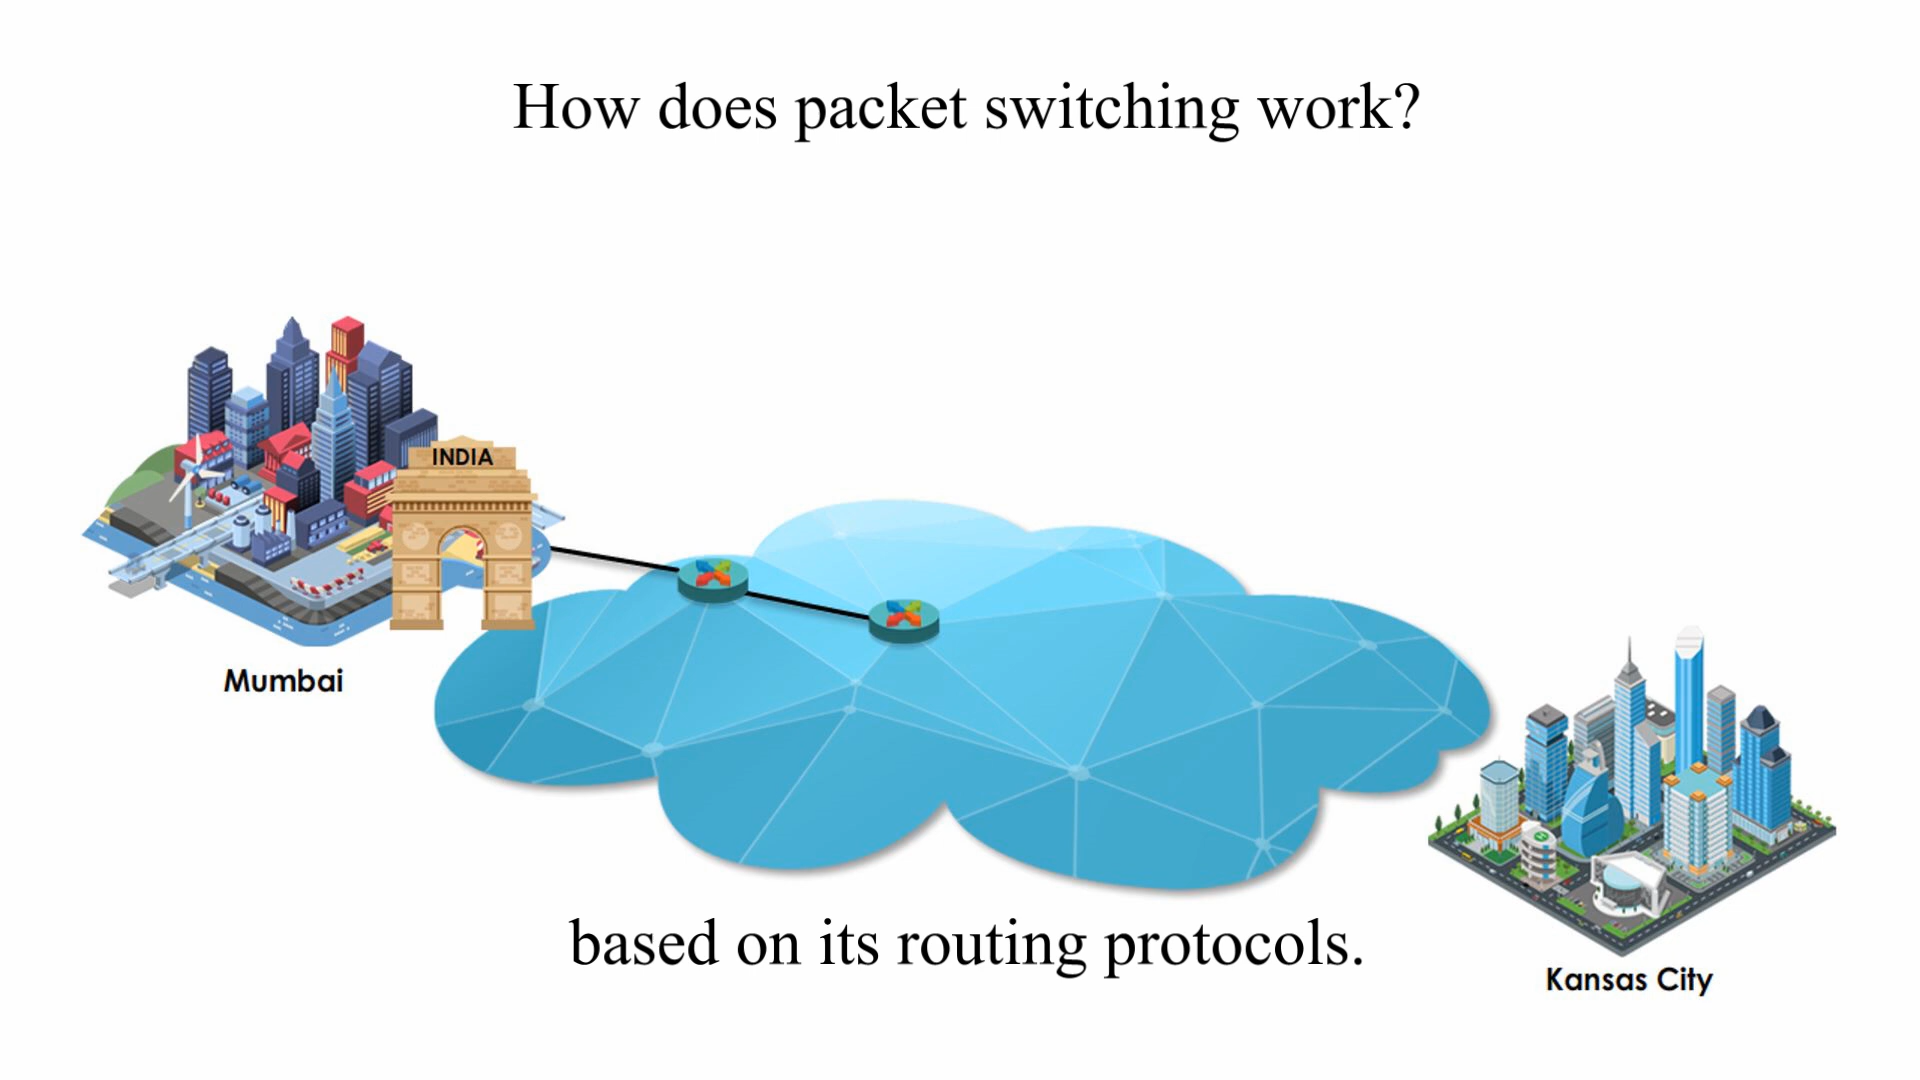 How does packet switching work?
INDIA
Mumbai
based on its routing protocols.
Kansas City